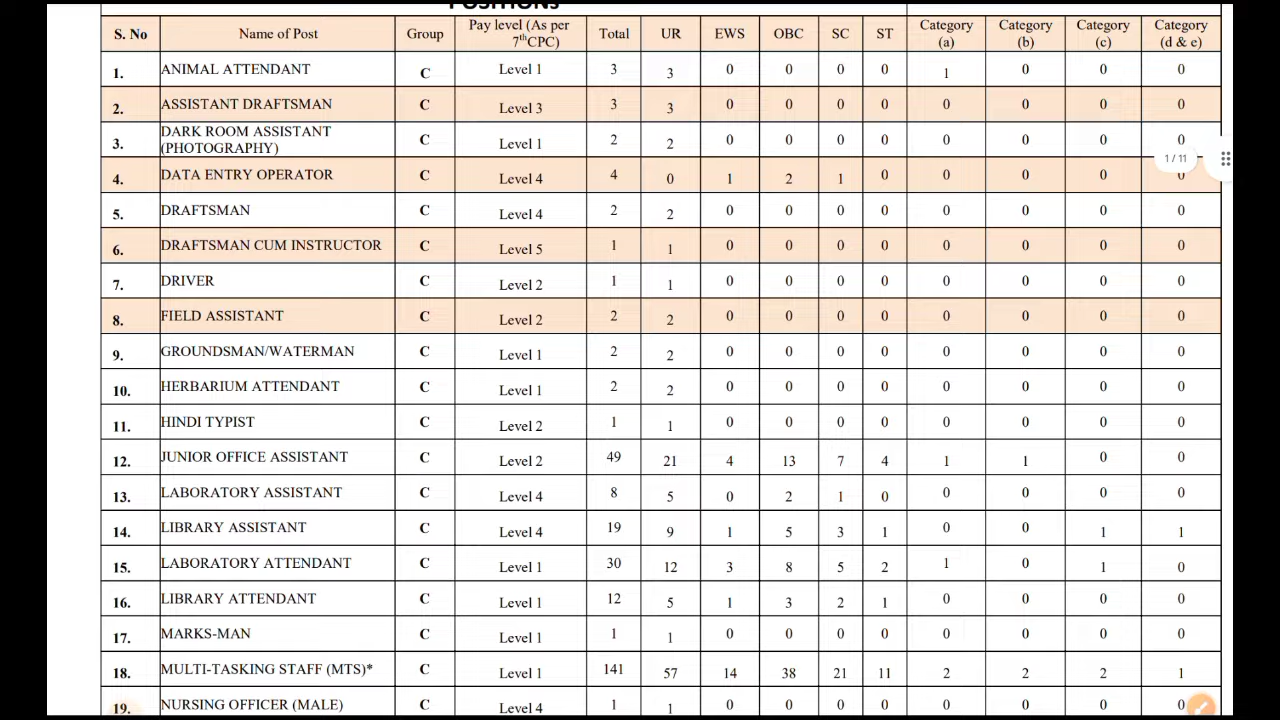 POSITIONS
S. No Name of Post Group Pay level (As per 7thCPC) Total UR EWS OBC SC ST Category (a) Category (b) Category (c) Category (d & e)
1. ANIMAL ATTENDANT C Level 1 3 3 0 0 0 0 1 0 0 0
2. ASSISTANT DRAFTSMAN C Level 3 3 3 0 0 0 0 0 0 0 0
3. DARK ROOM ASSISTANT (PHOTOGRAPHY) C Level 1 2 2 0 0 0 0 0 0 0 0
1 / 11
4. DATA ENTRY OPERATOR C Level 4 4 0 1 2 1 0 0 0 0 0
5. DRAFTSMAN C Level 4 2 2 0 0 0 0 0 0 0 0
6. DRAFTSMAN CUM INSTRUCTOR C Level 5 1 1 0 0 0 0 0 0 0 0
7. DRIVER C Level 2 1 1 0 0 0 0 0 0 0 0
8. FIELD ASSISTANT C Level 2 2 2 0 0 0 0 0 0 0 0
9. GROUNDSMAN/WATERMAN C Level 1 2 2 0 0 0 0 0 0 0 0
10. HERBARIUM ATTENDANT C Level 1 2 2 0 0 0 0 0 0 0 0
11. HINDI TYPIST C Level 2 1 1 0 0 0 0 0 0 0 0
12. JUNIOR OFFICE ASSISTANT C Level 2 49 21 4 13 7 4 1 1 0 0
13. LABORATORY ASSISTANT C Level 4 8 5 0 2 1 0 0 0 0 0
14. LIBRARY ASSISTANT C Level 4 19 9 1 5 3 1 0 0 1 1
15. LABORATORY ATTENDANT C Level 1 30 12 3 8 5 2 1 0 1 0
16. LIBRARY ATTENDANT C Level 1 12 5 1 3 2 1 0 0 0 0
17. MARKS-MAN C Level 1 1 1 0 0 0 0 0 0 0 0
18. MULTI-TASKING STAFF (MTS)* C Level 1 141 57 14 38 21 11 2 2 2 1
19. NURSING OFFICER (MALE) C Level 4 1 1 0 0 0 0 0 0 0 0